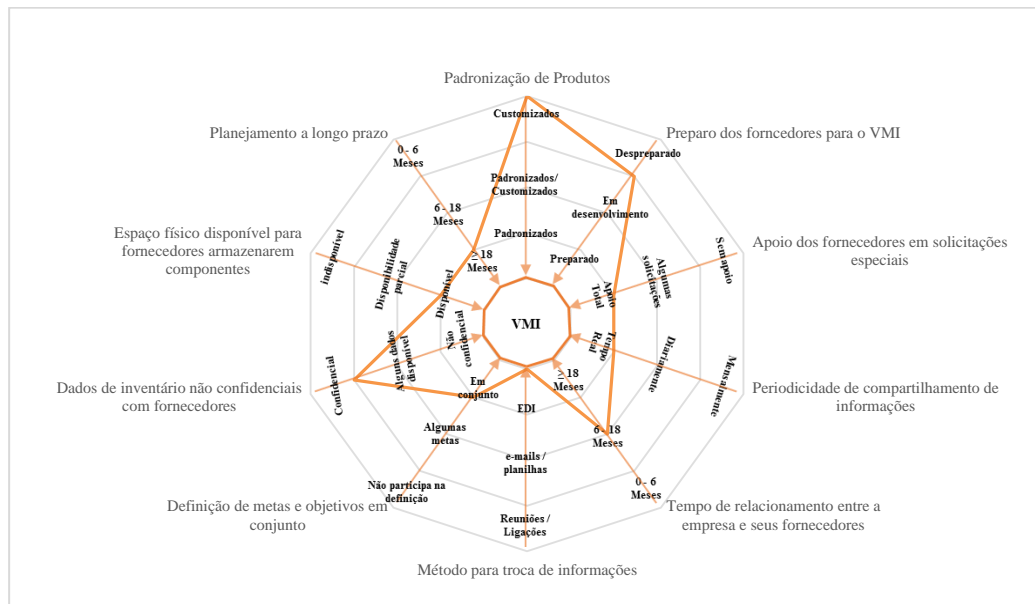 Padronização de Produtos
Customizados
Planejamento a longo prazo
Preparo dos forncedores para o VMI
0 - 6
Meses
Despreparado
Padronizados/
Customizados
Em
desenvolvimento
6 - 18
Meses
Espaço físico disponível para
fornecedores armazenarem
componentes
indisponível
Disponibilidade
parcial
Disponível
≥ 18
Meses
Padronizados
Preparado
Apoio
Total
Algumas
solicitações
Sem apoio
Apoio dos fornecedores em solicitações
especiais
VMI
Dados de inventário não confidenciais
com fornecedores
Confidencial
Alguns dados
disponível
Não
confidencial
Tempo
Real
Diariamente
Mensalmente
Periodicidade de compartilhamento de
informações
Em
conjunto
EDI
>18
Meses
Algumas
metas
e-mails /
planilhas
6 - 18
Meses
Não participa na
definição
Reuniões /
Ligações
0 - 6
Meses
Definição de metas e objetivos em
conjunto
Tempo de relacionamento entre a
empresa e seus fornecedores
Método para troca de informações